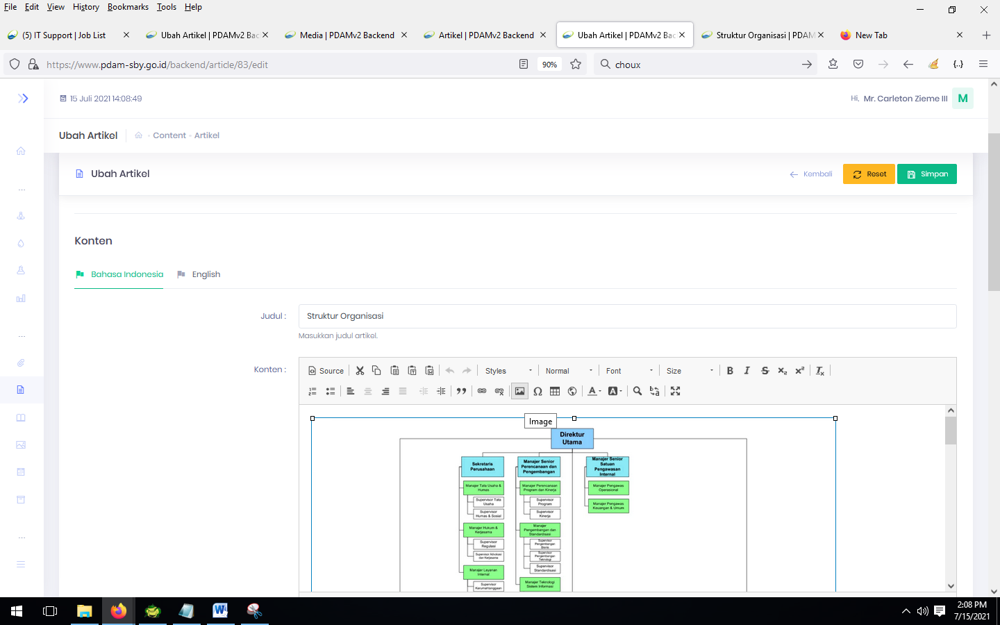 File Edit View History Bookmarks Tools Help
(5) IT Support | Job List
Ubah Artikel | PDAMv2 Bac
Media | PDAMv2 Backend
Artikel | PDAMv2 Backend
Ubah Artikel | PDAMv2 Bac
Struktur Organisasi | PDAM
New Tab
https://www.pdam-sby.go.id/backend/article/83/edit
90%
choux
15 Juli 2021 14:08:49
Hi, Mr. Carleton Zieme III
M
Ubah Artikel
Content
Artikel
Ubah Artikel
Kembali
Reset
Simpan
Konten
Bahasa Indonesia
English
Judul :
Struktur Organisasi
Masukkan judul artikel.
Konten :
Source
Styles
Normal
Font
Size
Image
Direktur
Utama
Sekretaris
Perusahaan
Manajer Senior
Perencanaan dan
Pengembangan
Manajer Senior
Satuan
Pengawasan
Internal
Manajer Tata Usaha &
Humas
Manajer Perencanaan
Program dan Kinerja
Manajer Pengawas
Operasional
Supervisor Tata
Usaha
Supervisor
Program
Manajer Pengawas
Keuangan & Umum
Supervisor
Humas & Sosial
Supervisor
Kinerja
Manajer Hukum &
Kerjasama
Manajer
Pengembangan dan
Standardisasi
Supervisor
Regulasi
Supervisor
Pengembangan
Bisnis
Supervisor Advokasi
dan Kerjasama
Supervisor
Pengembangan
Teknologi
Supervisor
Standardisasi
Manajer Layanan
Internal
Manajer Teknologi
Sistem Informasi
Supervisor
Kerumahtanggaan
2:08 PM
7/15/2021